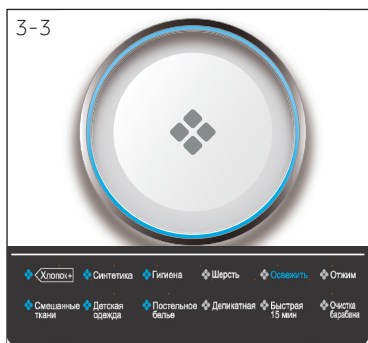 3-3
Хлопок+ Синтетика Гигиена Шерсть Освежить Отжим
Смешанные ткани Детская одежда Постельное белье Деликатная Быстрая 15 мин Очистка барабана